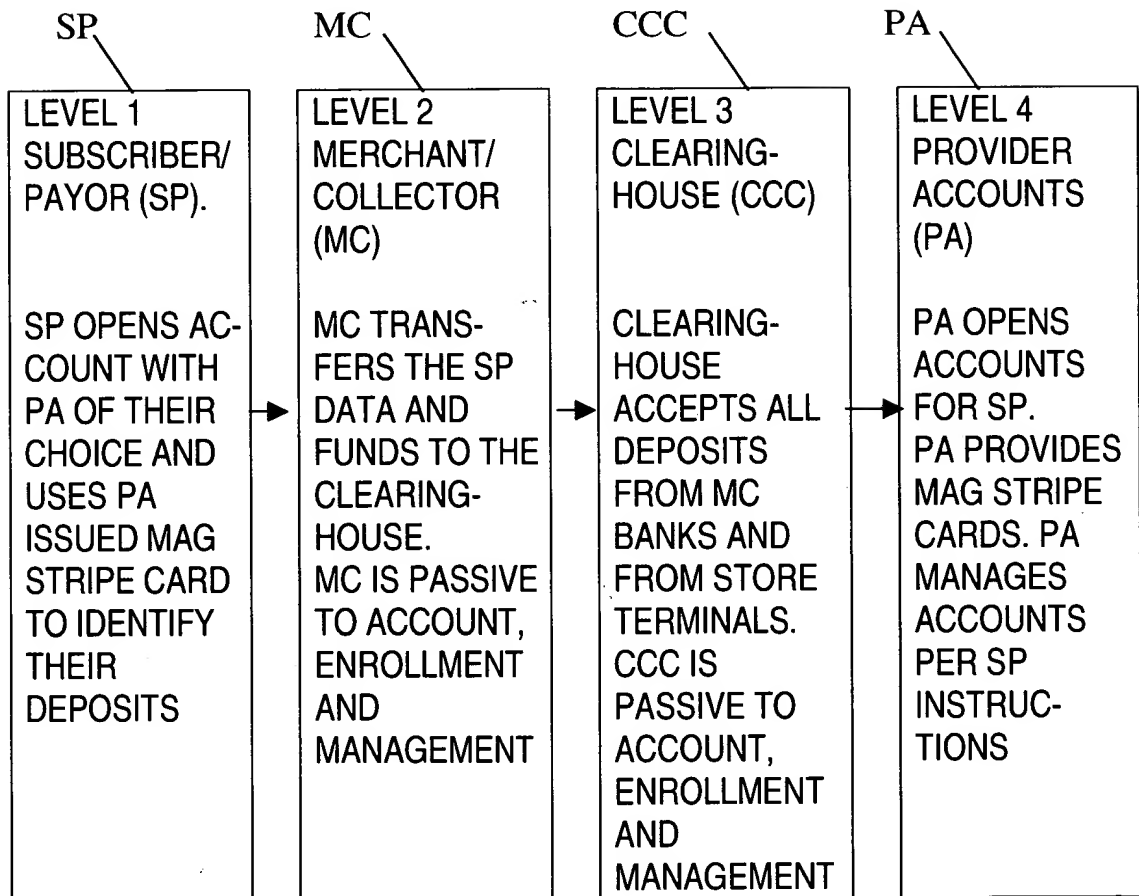 SP
MC
CCC
PA
LEVEL 1
SUBSCRIBER/
PAYOR (SP).
SP OPENS AC-
COUNT WITH
PA OF THEIR
CHOICE AND
USES PA
ISSUED MAG
STRIPE CARD
TO IDENTIFY
THEIR
DEPOSITS
LEVEL 2
MERCHANT/
COLLECTOR
(MC)
MC TRANS-
FERS THE SP
DATA AND
FUNDS TO THE
CLEARING-
HOUSE.
MC IS PASSIVE
TO ACCOUNT,
ENROLLMENT
AND
MANAGEMENT
LEVEL 3
CLEARING-
HOUSE (CCC)
CLEARING-
HOUSE
ACCEPTS ALL
DEPOSITS
FROM MC
BANKS AND
FROM STORE
TERMINALS.
CCC IS
PASSIVE TO
ACCOUNT,
ENROLLMENT
AND
MANAGEMENT
LEVEL 4
PROVIDER
ACCOUNTS
(PA)
PA OPENS
ACCOUNTS
FOR SP.
PA PROVIDES
MAG STRIPE
CARDS. PA
MANAGES
ACCOUNTS
PER SP
INSTRUC-
TIONS